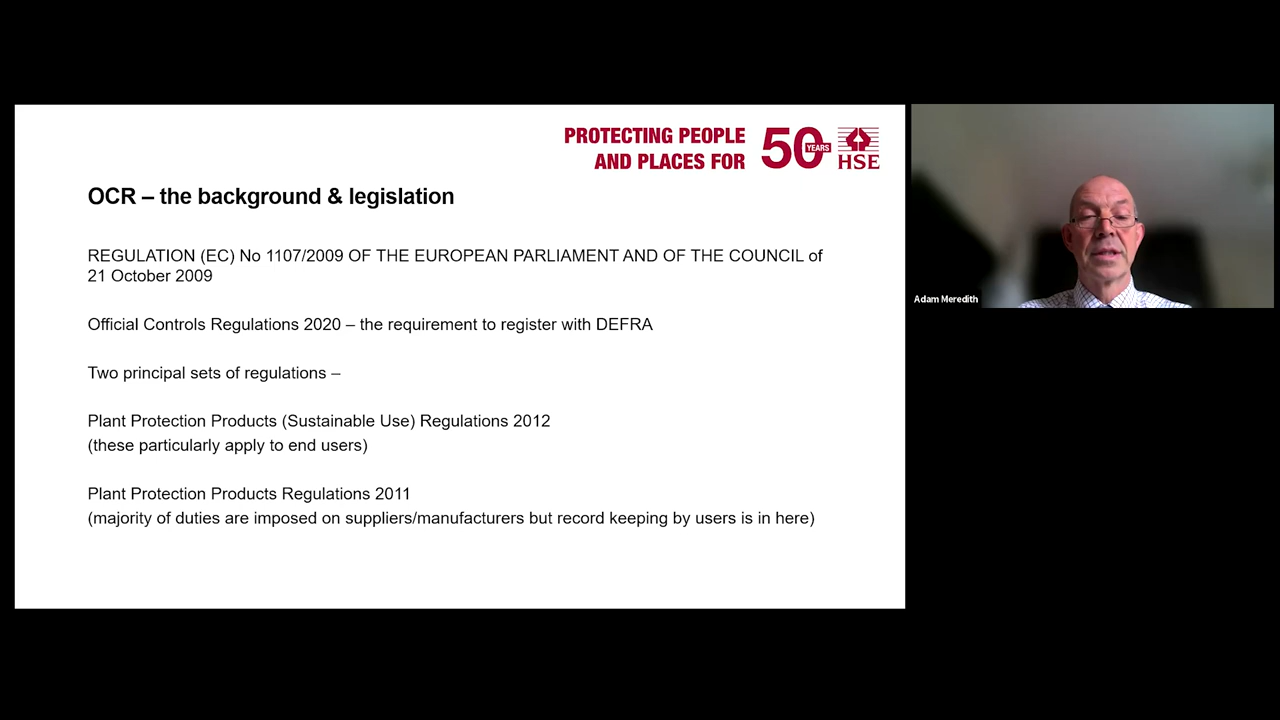 PROTECTING PEOPLE
AND PLACES FOR
50
YEARS
HSE
OCR – the background & legislation
REGULATION (EC) No 1107/2009 OF THE EUROPEAN PARLIAMENT AND OF THE COUNCIL of
21 October 2009
Official Controls Regulations 2020 – the requirement to register with DEFRA
Two principal sets of regulations –
Plant Protection Products (Sustainable Use) Regulations 2012
(these particularly apply to end users)
Plant Protection Products Regulations 2011
(majority of duties are imposed on suppliers/manufacturers but record keeping by users is in here)
Adam Meredith